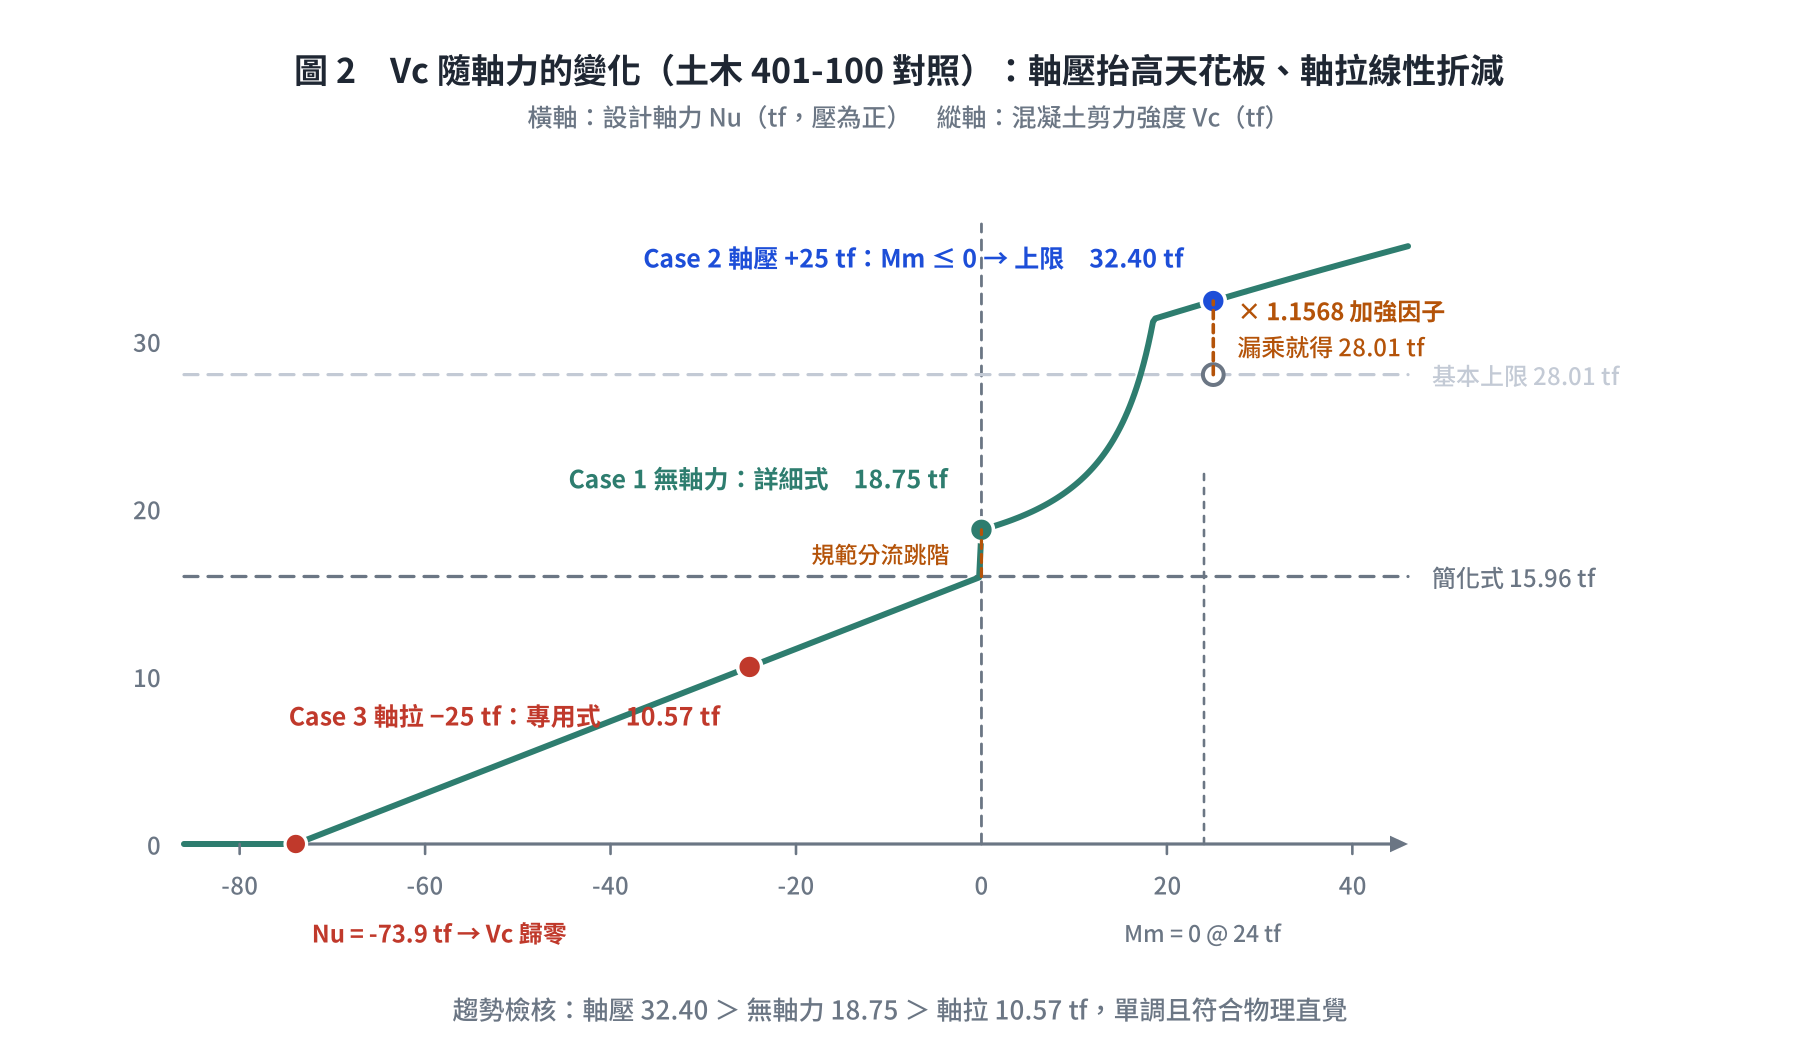 圖 2　Vc 隨軸力的變化（土木 401-100 對照）：軸壓抬高天花板、軸拉線性折減
橫軸：設計軸力 Nu（tf，壓為正）　縱軸：混凝土剪力強度 Vc（tf）
Case 2 軸壓 +25 tf：Mm ≤ 0 → 上限　32.40 tf
× 1.1568 加強因子
漏乘就得 28.01 tf
30
基本上限 28.01 tf
Case 1 無軸力：詳細式　18.75 tf
20
規範分流跳階
簡化式 15.96 tf
10
Case 3 軸拉 −25 tf：專用式　10.57 tf
0
-80 -60 -40 -20 0 20 40
Nu = -73.9 tf → Vc 歸零
Mm = 0 @ 24 tf
趨勢檢核：軸壓 32.40 ＞ 無軸力 18.75 ＞ 軸拉 10.57 tf，單調且符合物理直覺